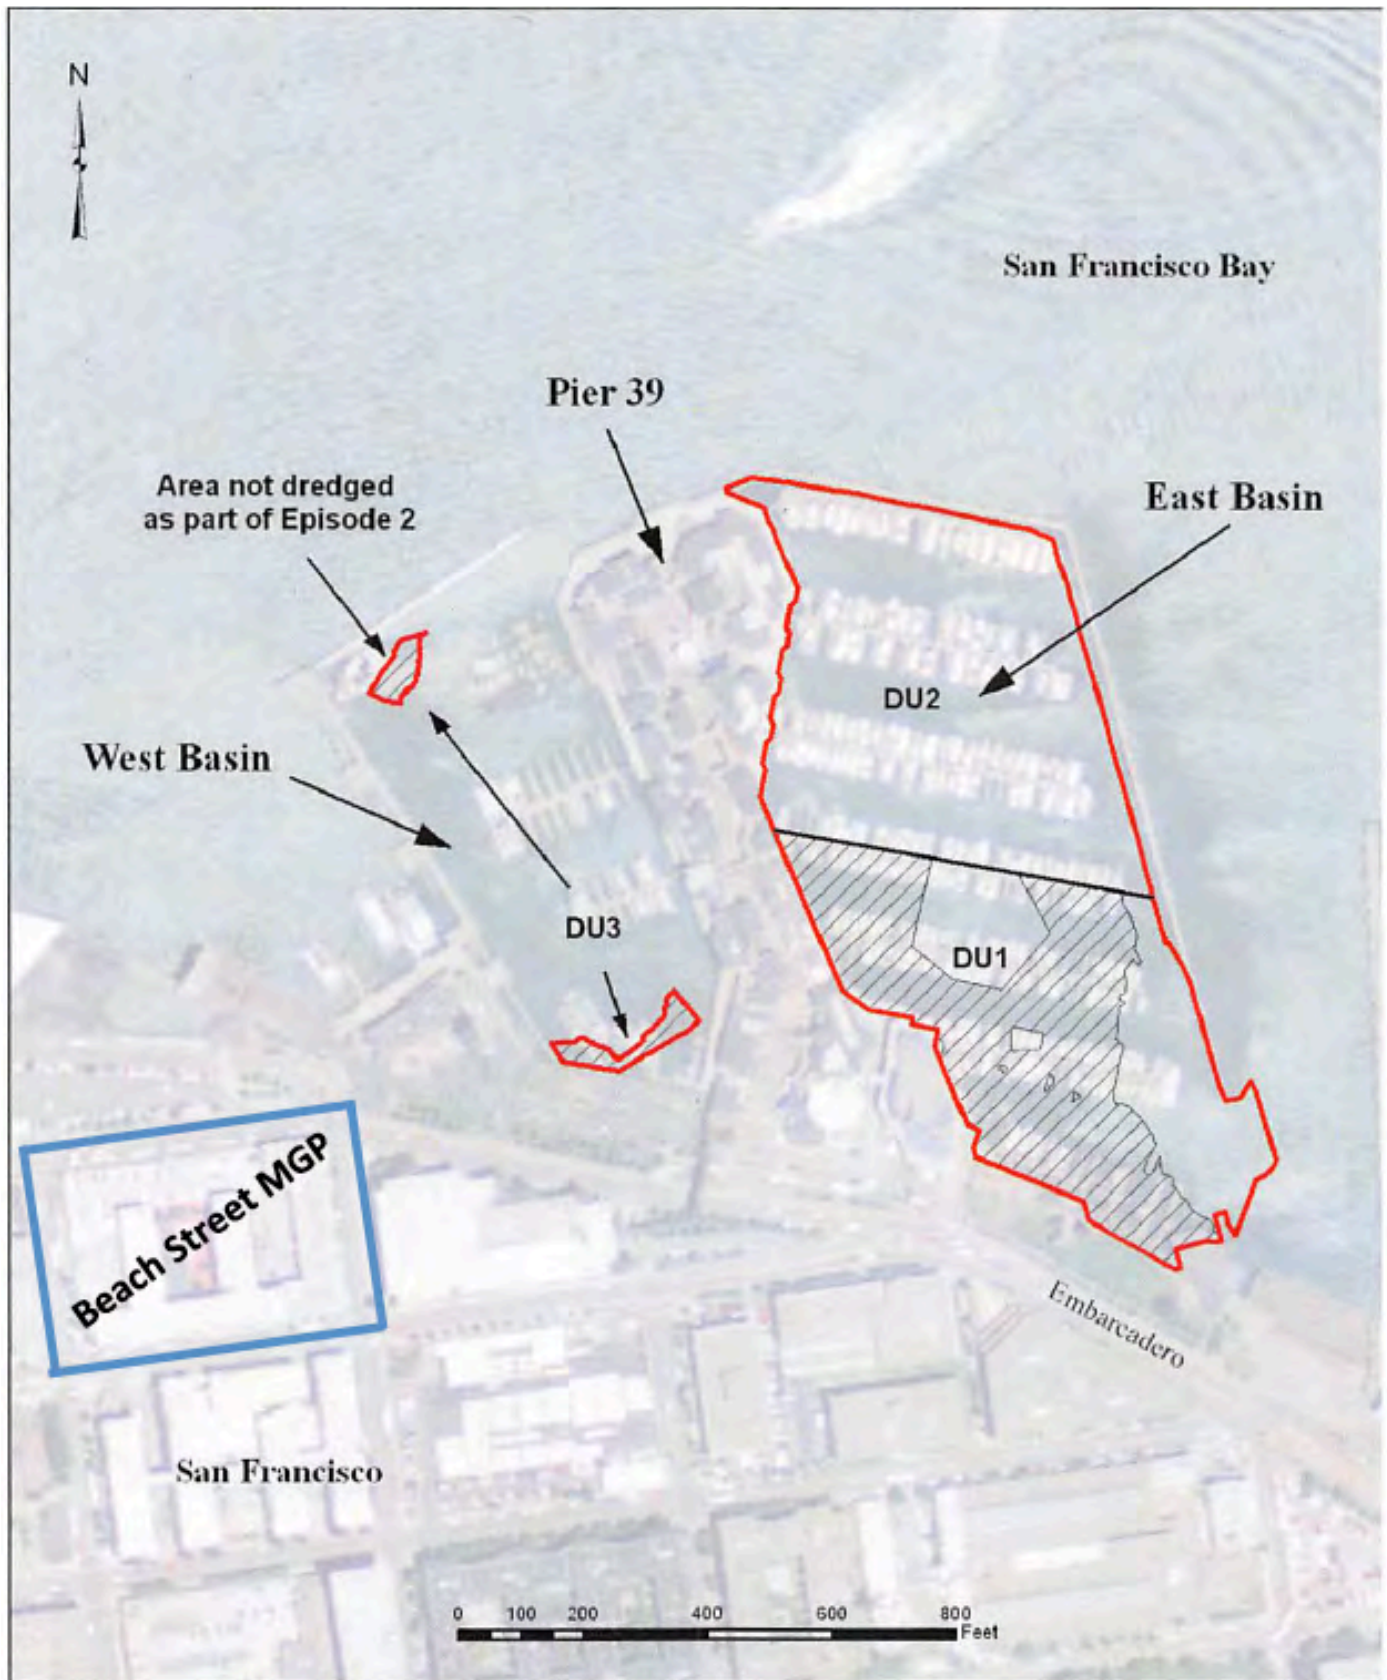 N
San Francisco Bay
Pier 39
Area not dredged
as part of Episode 2
East Basin
DU2
West Basin
DU3
DU1
Beach Street MGP
Embarcadero
San Francisco
0 100 200 400 600 800
Feet